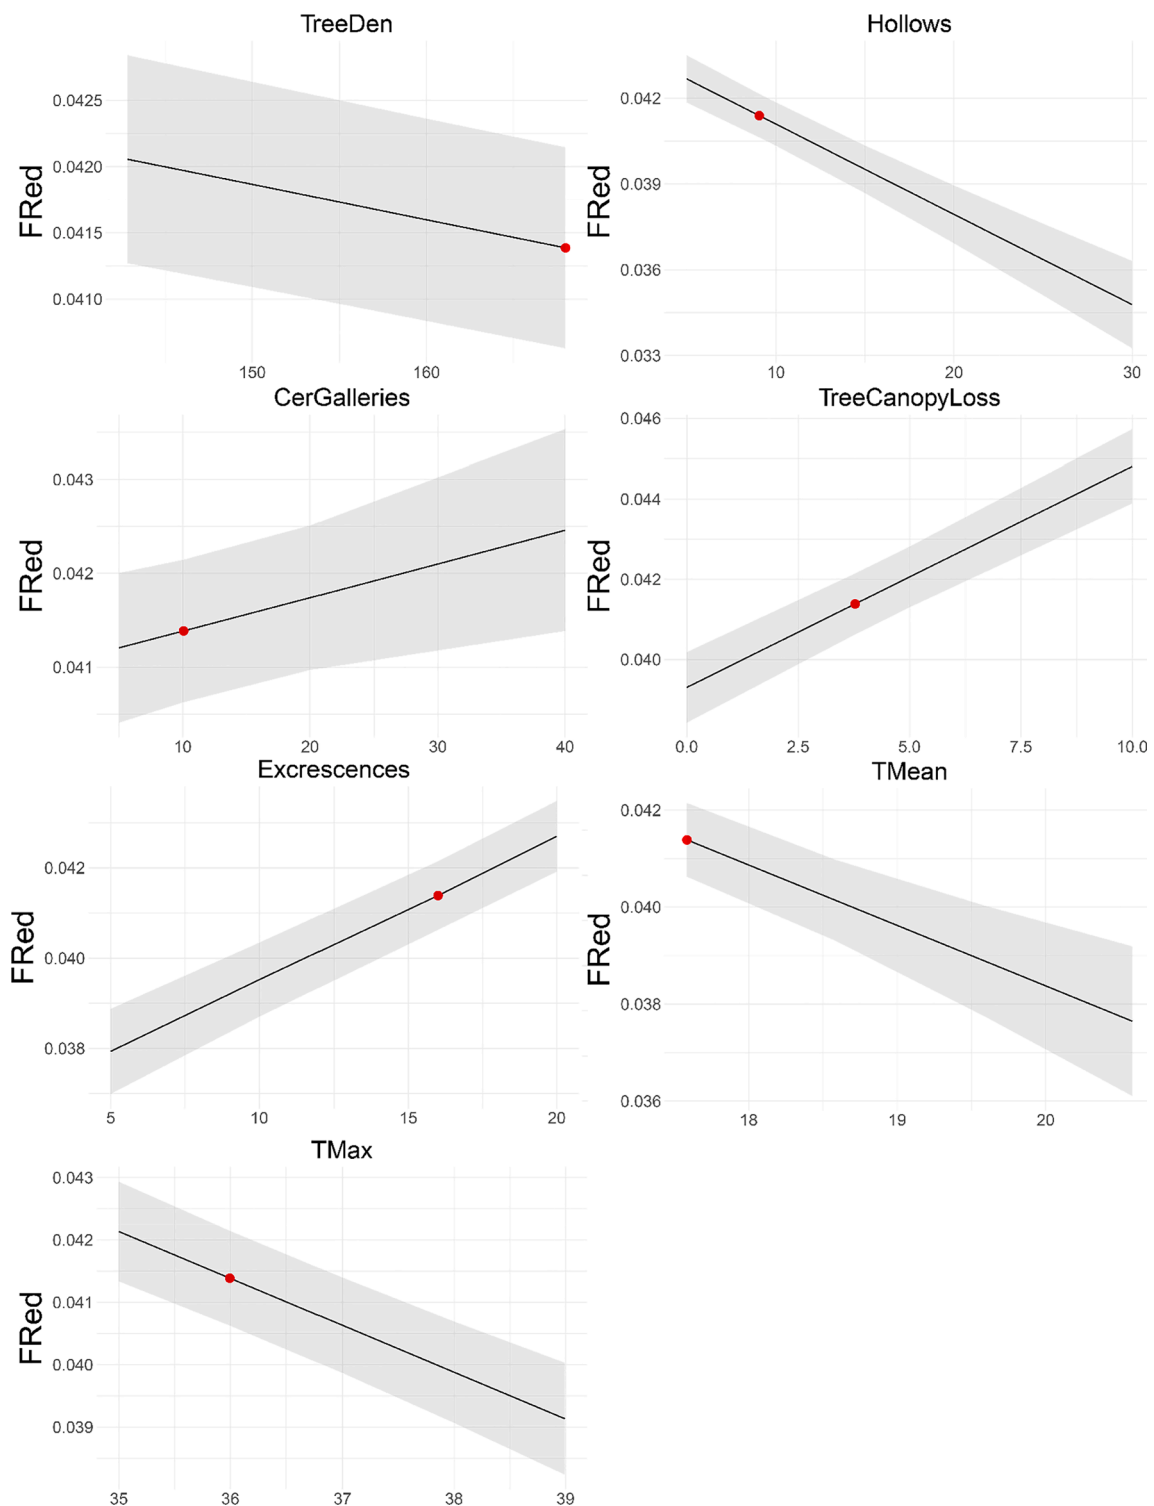 TreeDen
FRed
0.0425
0.0420
0.0415
0.0410
150 160
Hollows
FRed
0.042
0.039
0.036
0.033
10 20 30
CerGalleries
FRed
0.043
0.042
0.041
10 20 30 40
TreeCanopyLoss
FRed
0.046
0.044
0.042
0.040
0.0 2.5 5.0 7.5 10.0
Excrescences
FRed
0.042
0.040
0.038
5 10 15 20
TMean
FRed
0.042
0.040
0.038
0.036
18 19 20
TMax
FRed
0.043
0.042
0.041
0.040
0.039
35 36 37 38 39